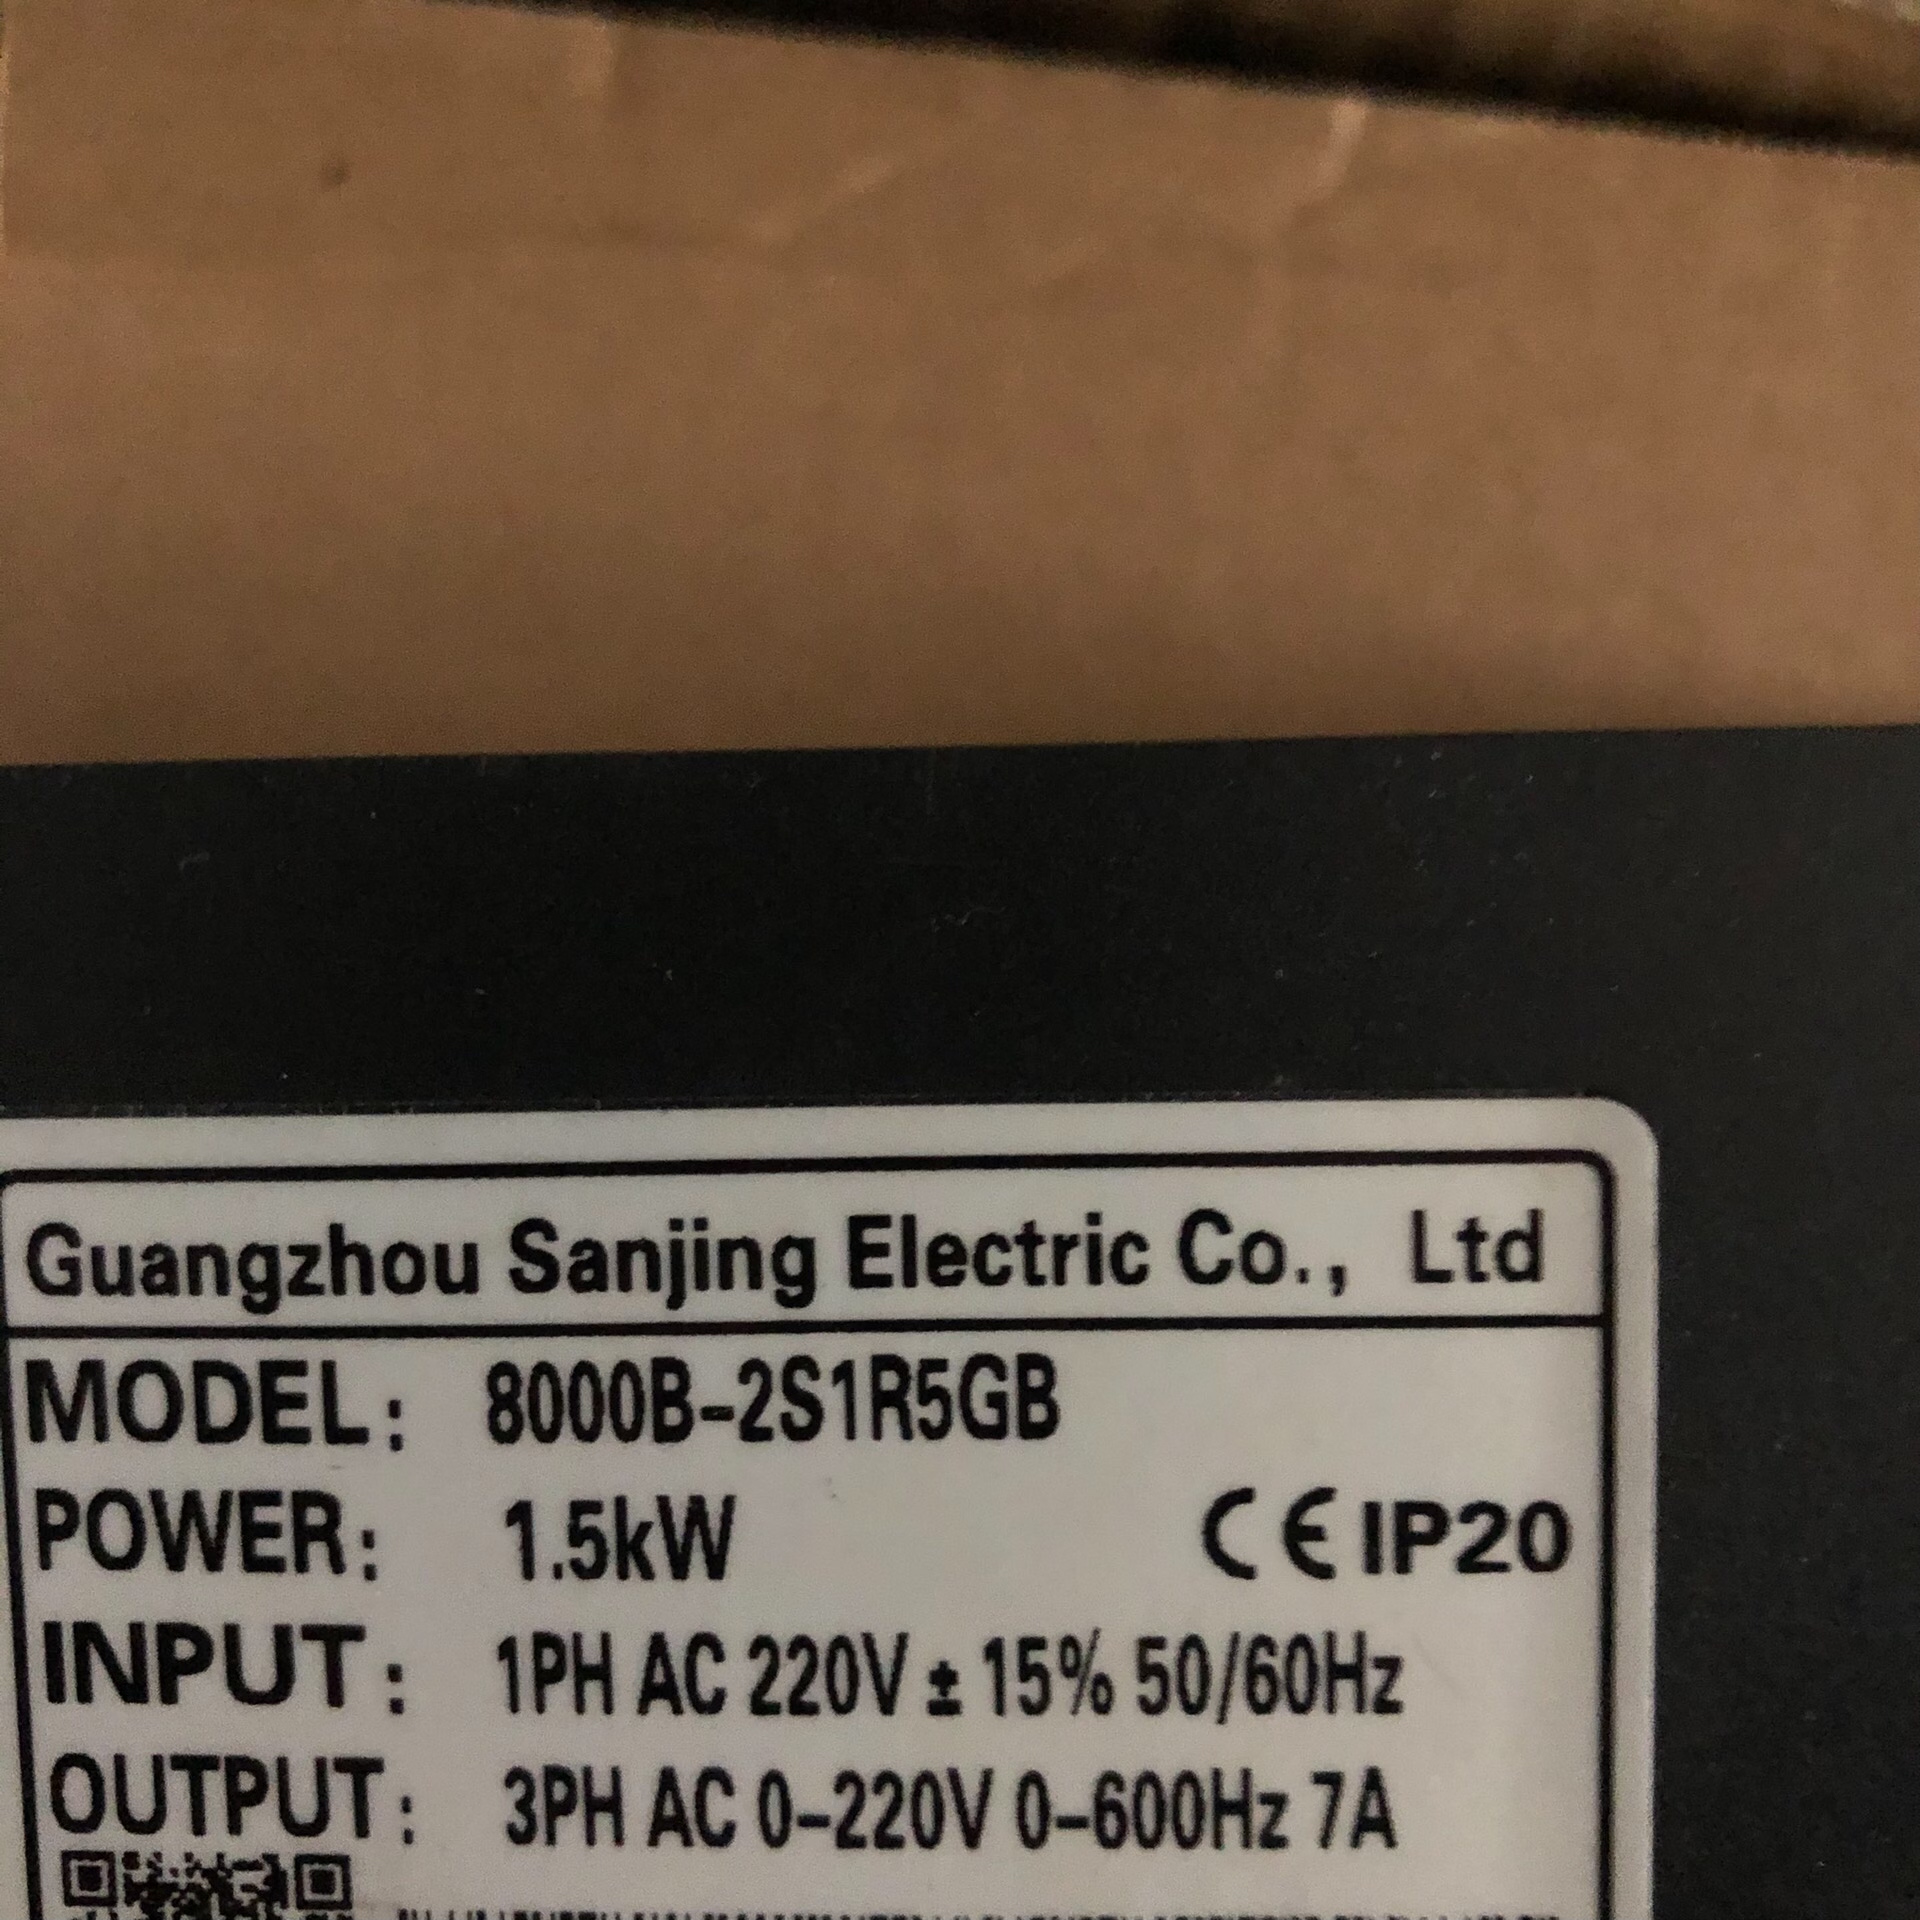 Guangzhou Sanjing Electric Co., Ltd
MODEL: 8000B-2S1R5GB
POWER: 1.5kW CE IP20
INPUT: 1PH AC 220V ± 15% 50/60Hz
OUTPUT: 3PH AC 0-220V 0-600Hz 7A